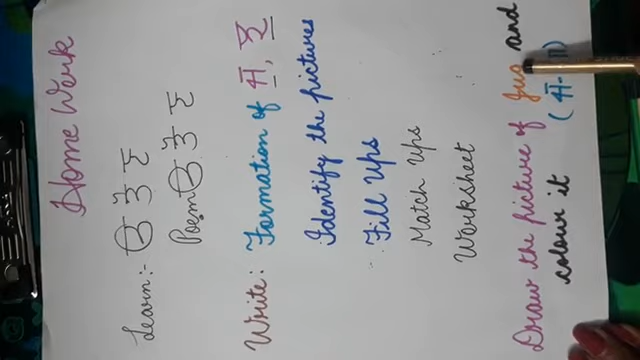 Home Work
Learn:- ੳ ਤੋਂ
Poem ੳ ਤੋਂ
Write: Formation of
Identify the pictures
Fill Ups
Match Ups
Worksheet
Draw the picture of Jug and
colour it